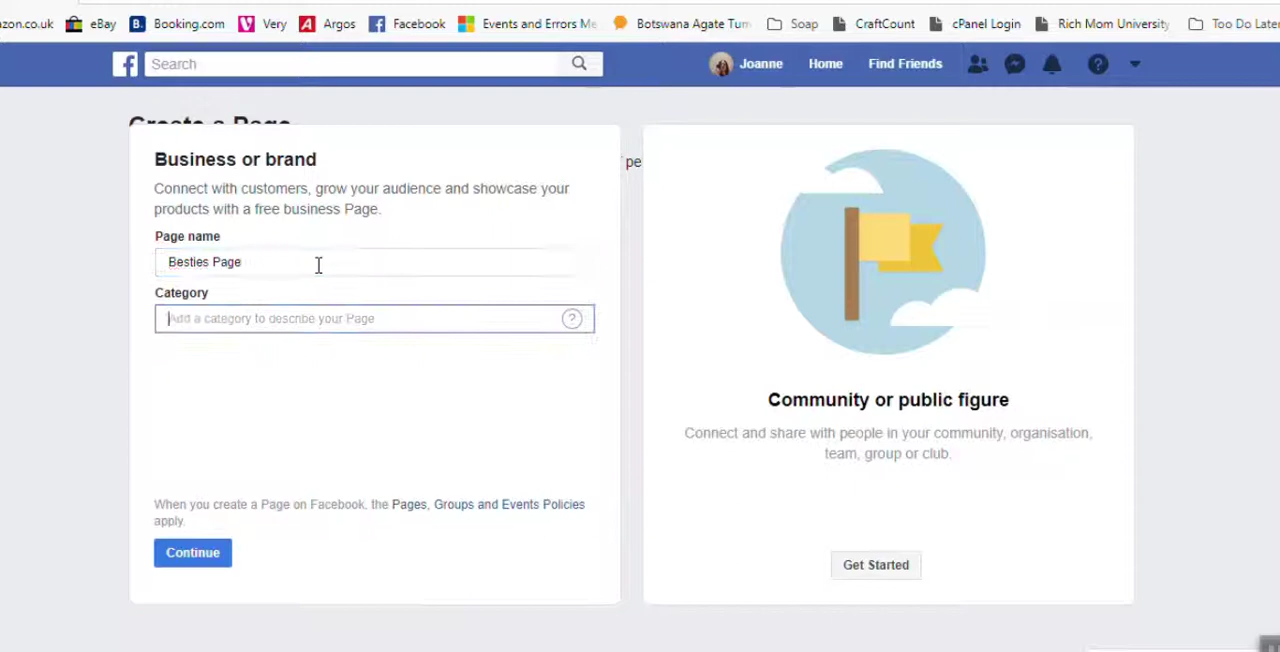 zon.co.uk eBay Booking.com Very Argos Facebook Events and Errors Me Botswana Agate Tum Soap CraftCount cPanel Login Rich Mom University Too Do Later
Search Joanne Home Find Friends
Create a Page
Business or brand
Connect with customers, grow your audience and showcase your
products with a free business Page.
Page name
Besties Page
Category
Add a category to describe your Page
When you create a Page on Facebook, the Pages, Groups and Events Policies
apply.
Continue
pe
Community or public figure
Connect and share with people in your community, organisation,
team, group or club.
Get Started